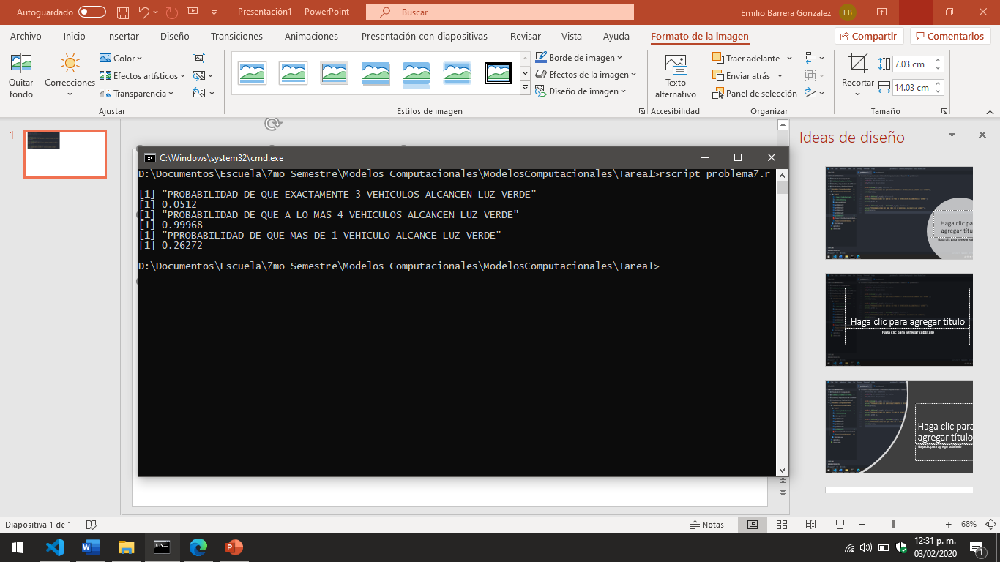 Autoguardado
Presentación1 - PowerPoint
Buscar
Emilio Barrera Gonzalez
EB
Archivo Inicio Insertar Diseño Transiciones Animaciones Presentación con diapositivas Revisar Vista Ayuda Formato de la imagen
Compartir
Comentarios
Quitar
fondo
Correcciones
Color
Efectos artísticos
Transparencia
Ajustar
Estilos de imagen
Borde de imagen
Efectos de la imagen
Diseño de imagen
Texto
alternativo
Accesibilidad
Traer adelante
Enviar atrás
Panel de selección
Organizar
Recortar
7.03 cm
14.03 cm
Tamaño
1
C:\Windows\system32\cmd.exe
D:\Documentos\Escuela\7mo Semestre\Modelos Computacionales\ModelosComputacionales\Tarea1>rscript problema7.r
[1] "PROBABILIDAD DE QUE EXACTAMENTE 3 VEHICULOS ALCANCEN LUZ VERDE"
[1] 0.0512
[1] "PROBABILIDAD DE QUE A LO MAS 4 VEHICULOS ALCANCEN LUZ VERDE"
[1] 0.99968
[1] "PPROBABILIDAD DE QUE MAS DE 1 VEHICULO ALCANCE LUZ VERDE"
[1] 0.26272
D:\Documentos\Escuela\7mo Semestre\Modelos Computacionales\ModelosComputacionales\Tarea1>
Ideas de diseño
Haga clic para agregar título
Haga clic para agregar subtítulo
Haga clic para
agregar título
Haga clic para agregar subtítulo
Diapositiva 1 de 1
Notas
68%
12:31 p. m.
03/02/2020
1